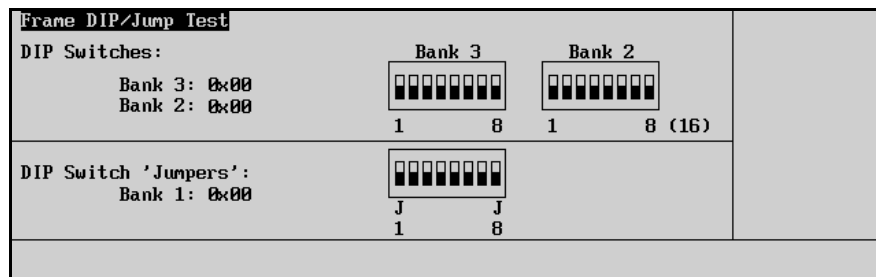 Frame DIP/Jump Test
DIP Switches:
Bank 3: 0x00
Bank 2: 0x00
Bank 3 Bank 2
1 8 1 8 (16)
DIP Switch 'Jumpers':
Bank 1: 0x00
J J
1 8